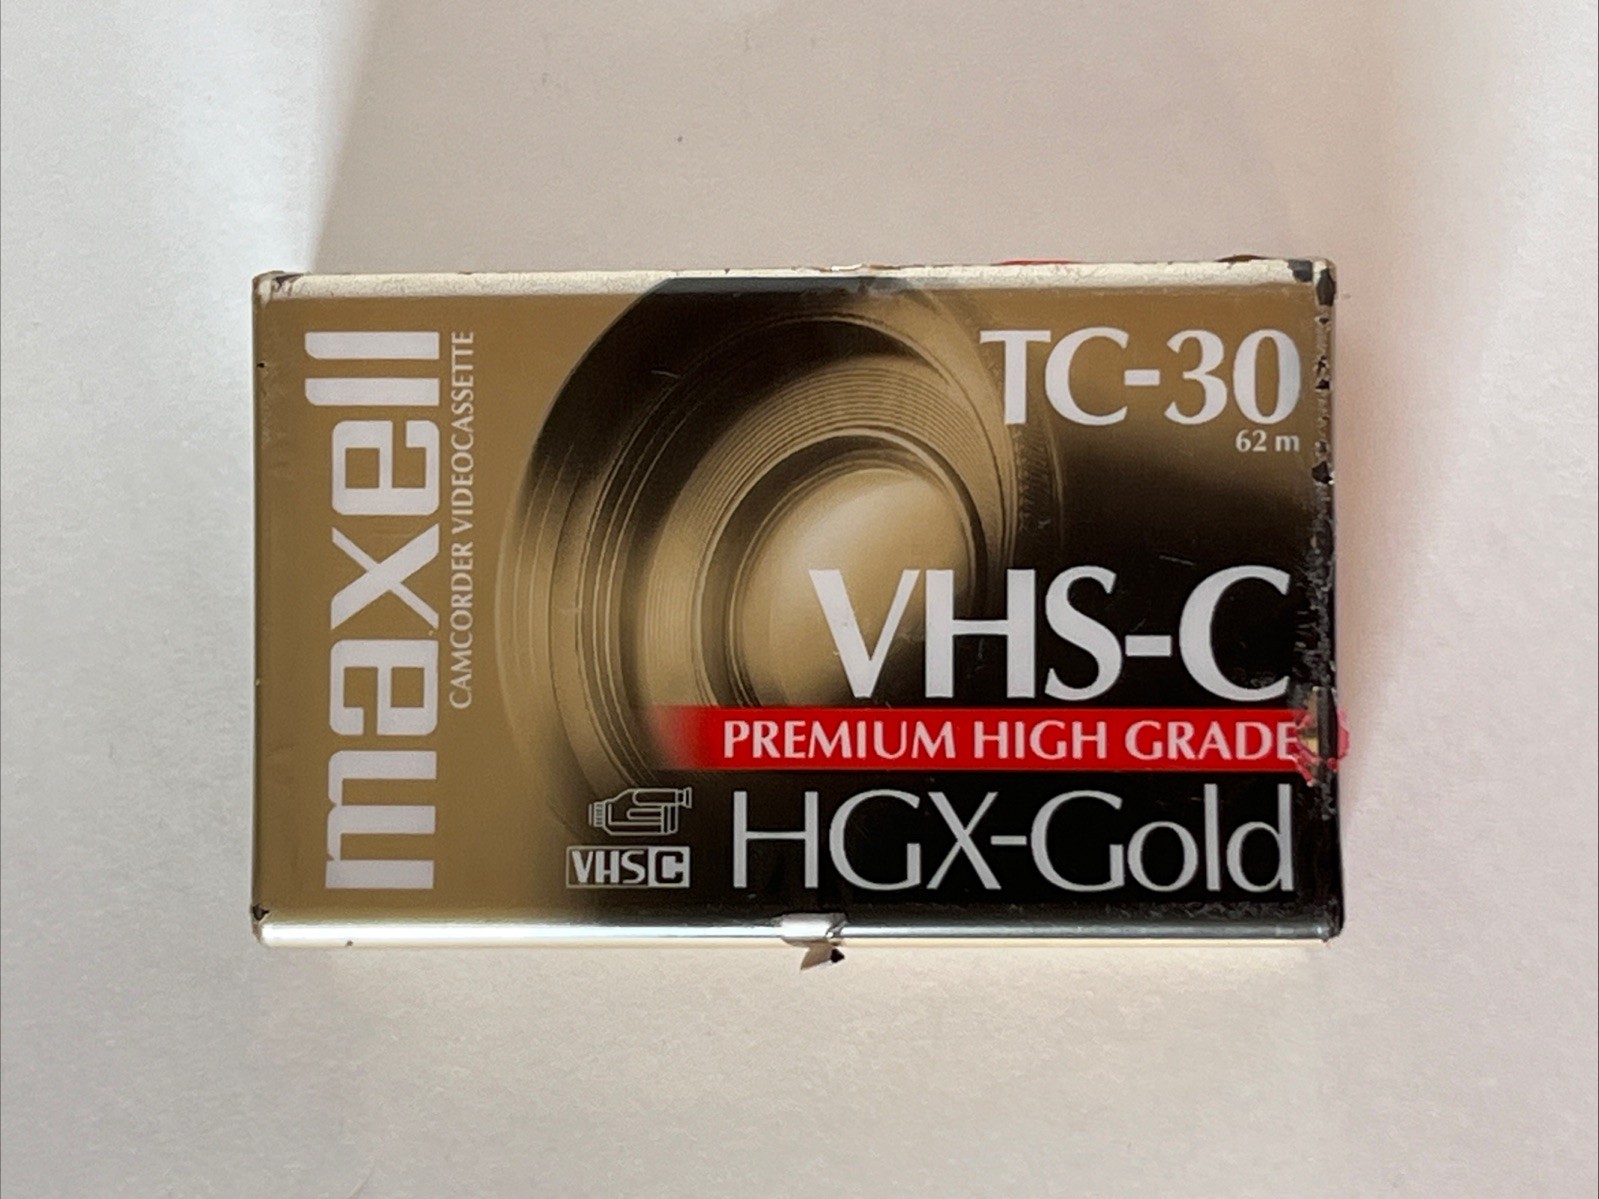 maxell
CAMCORDER VIDEOCASSETTE
TC-30
62 m
VHS-C
PREMIUM HIGH GRADE
HGX-Gold
VHS C